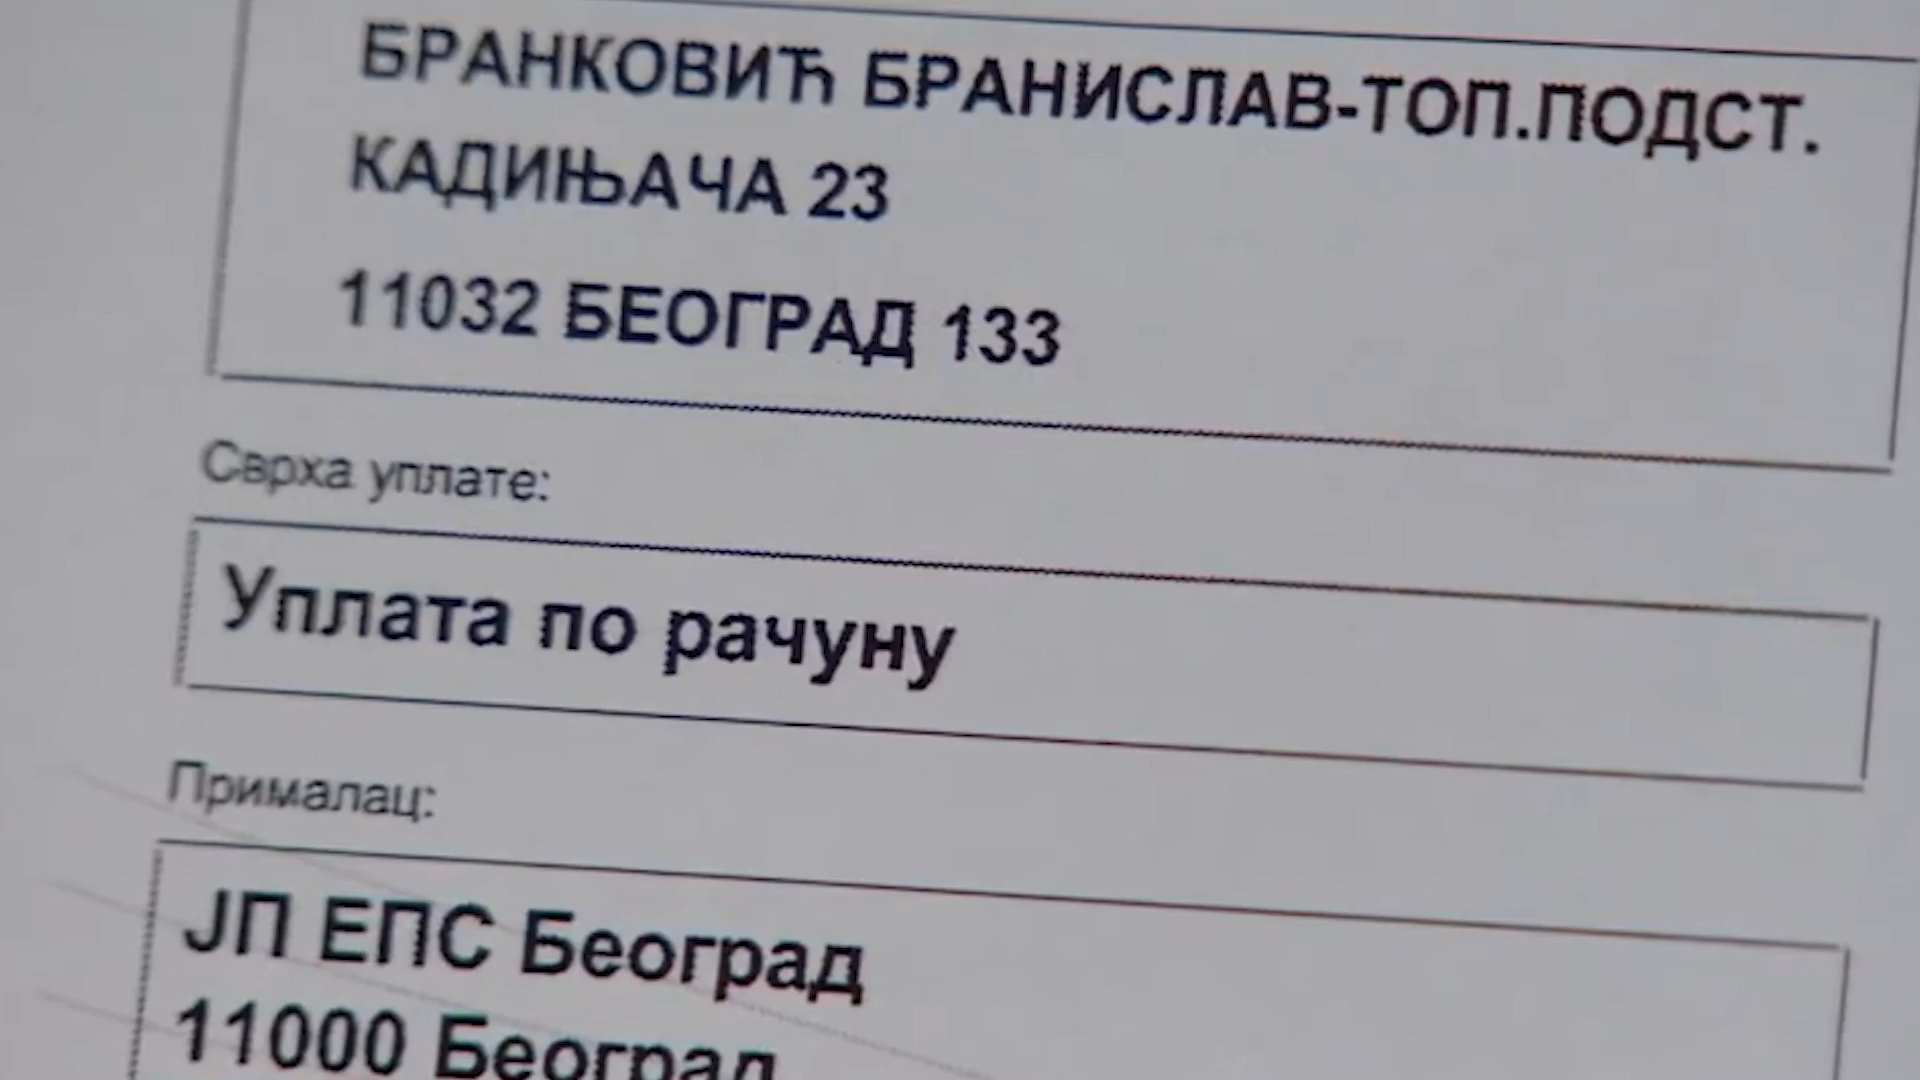 БРАНКОВИЋ БРАНИСЛАВ-ТОП.ПОДСТ.
КАДИЊАЧА 23
11032 БЕОГРАД 133
Сврха уплате:
Уплата по рачуну
Прималац:
ЈП ЕПС Београд
11000 Београд